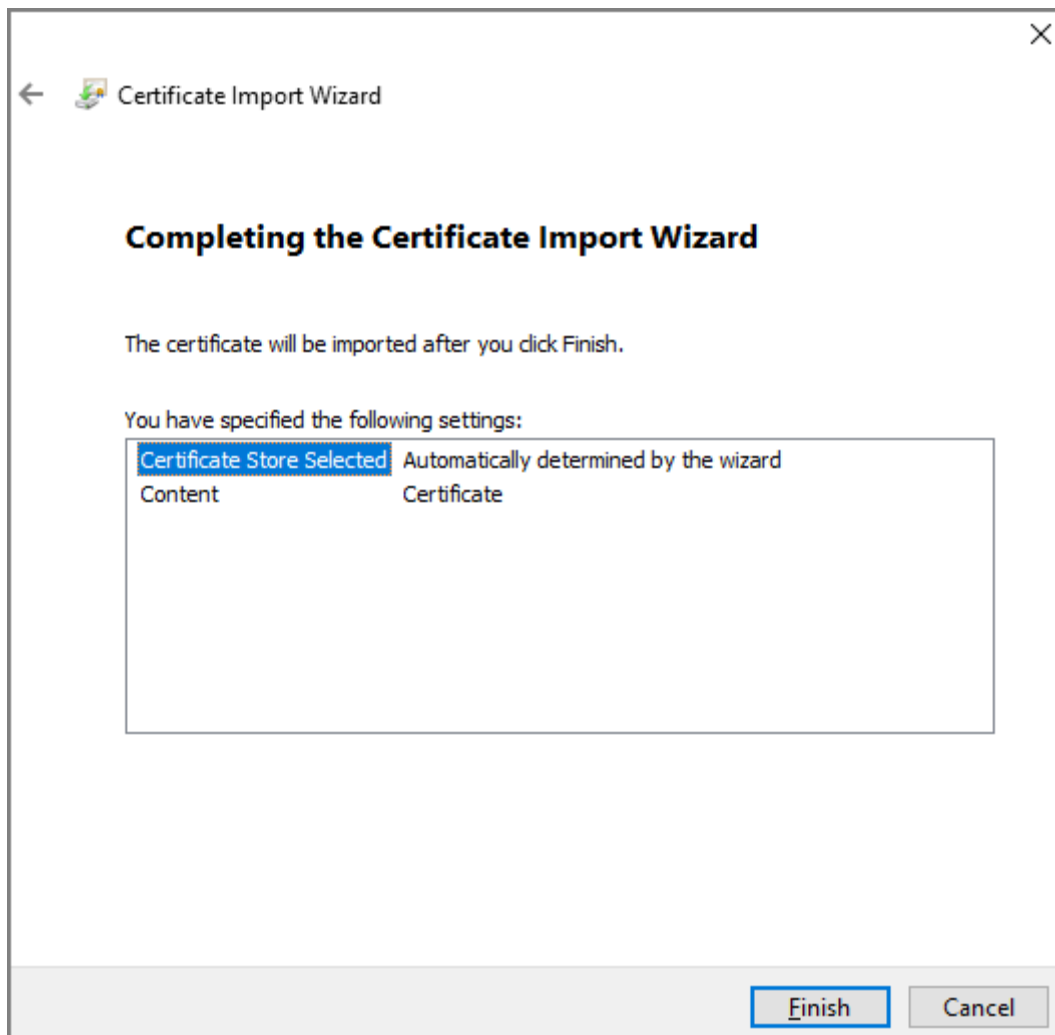 Certificate Import Wizard
Completing the Certificate Import Wizard
The certificate will be imported after you click Finish.
You have specified the following settings:
Certificate Store Selected Automatically determined by the wizard
Content Certificate
Finish Cancel